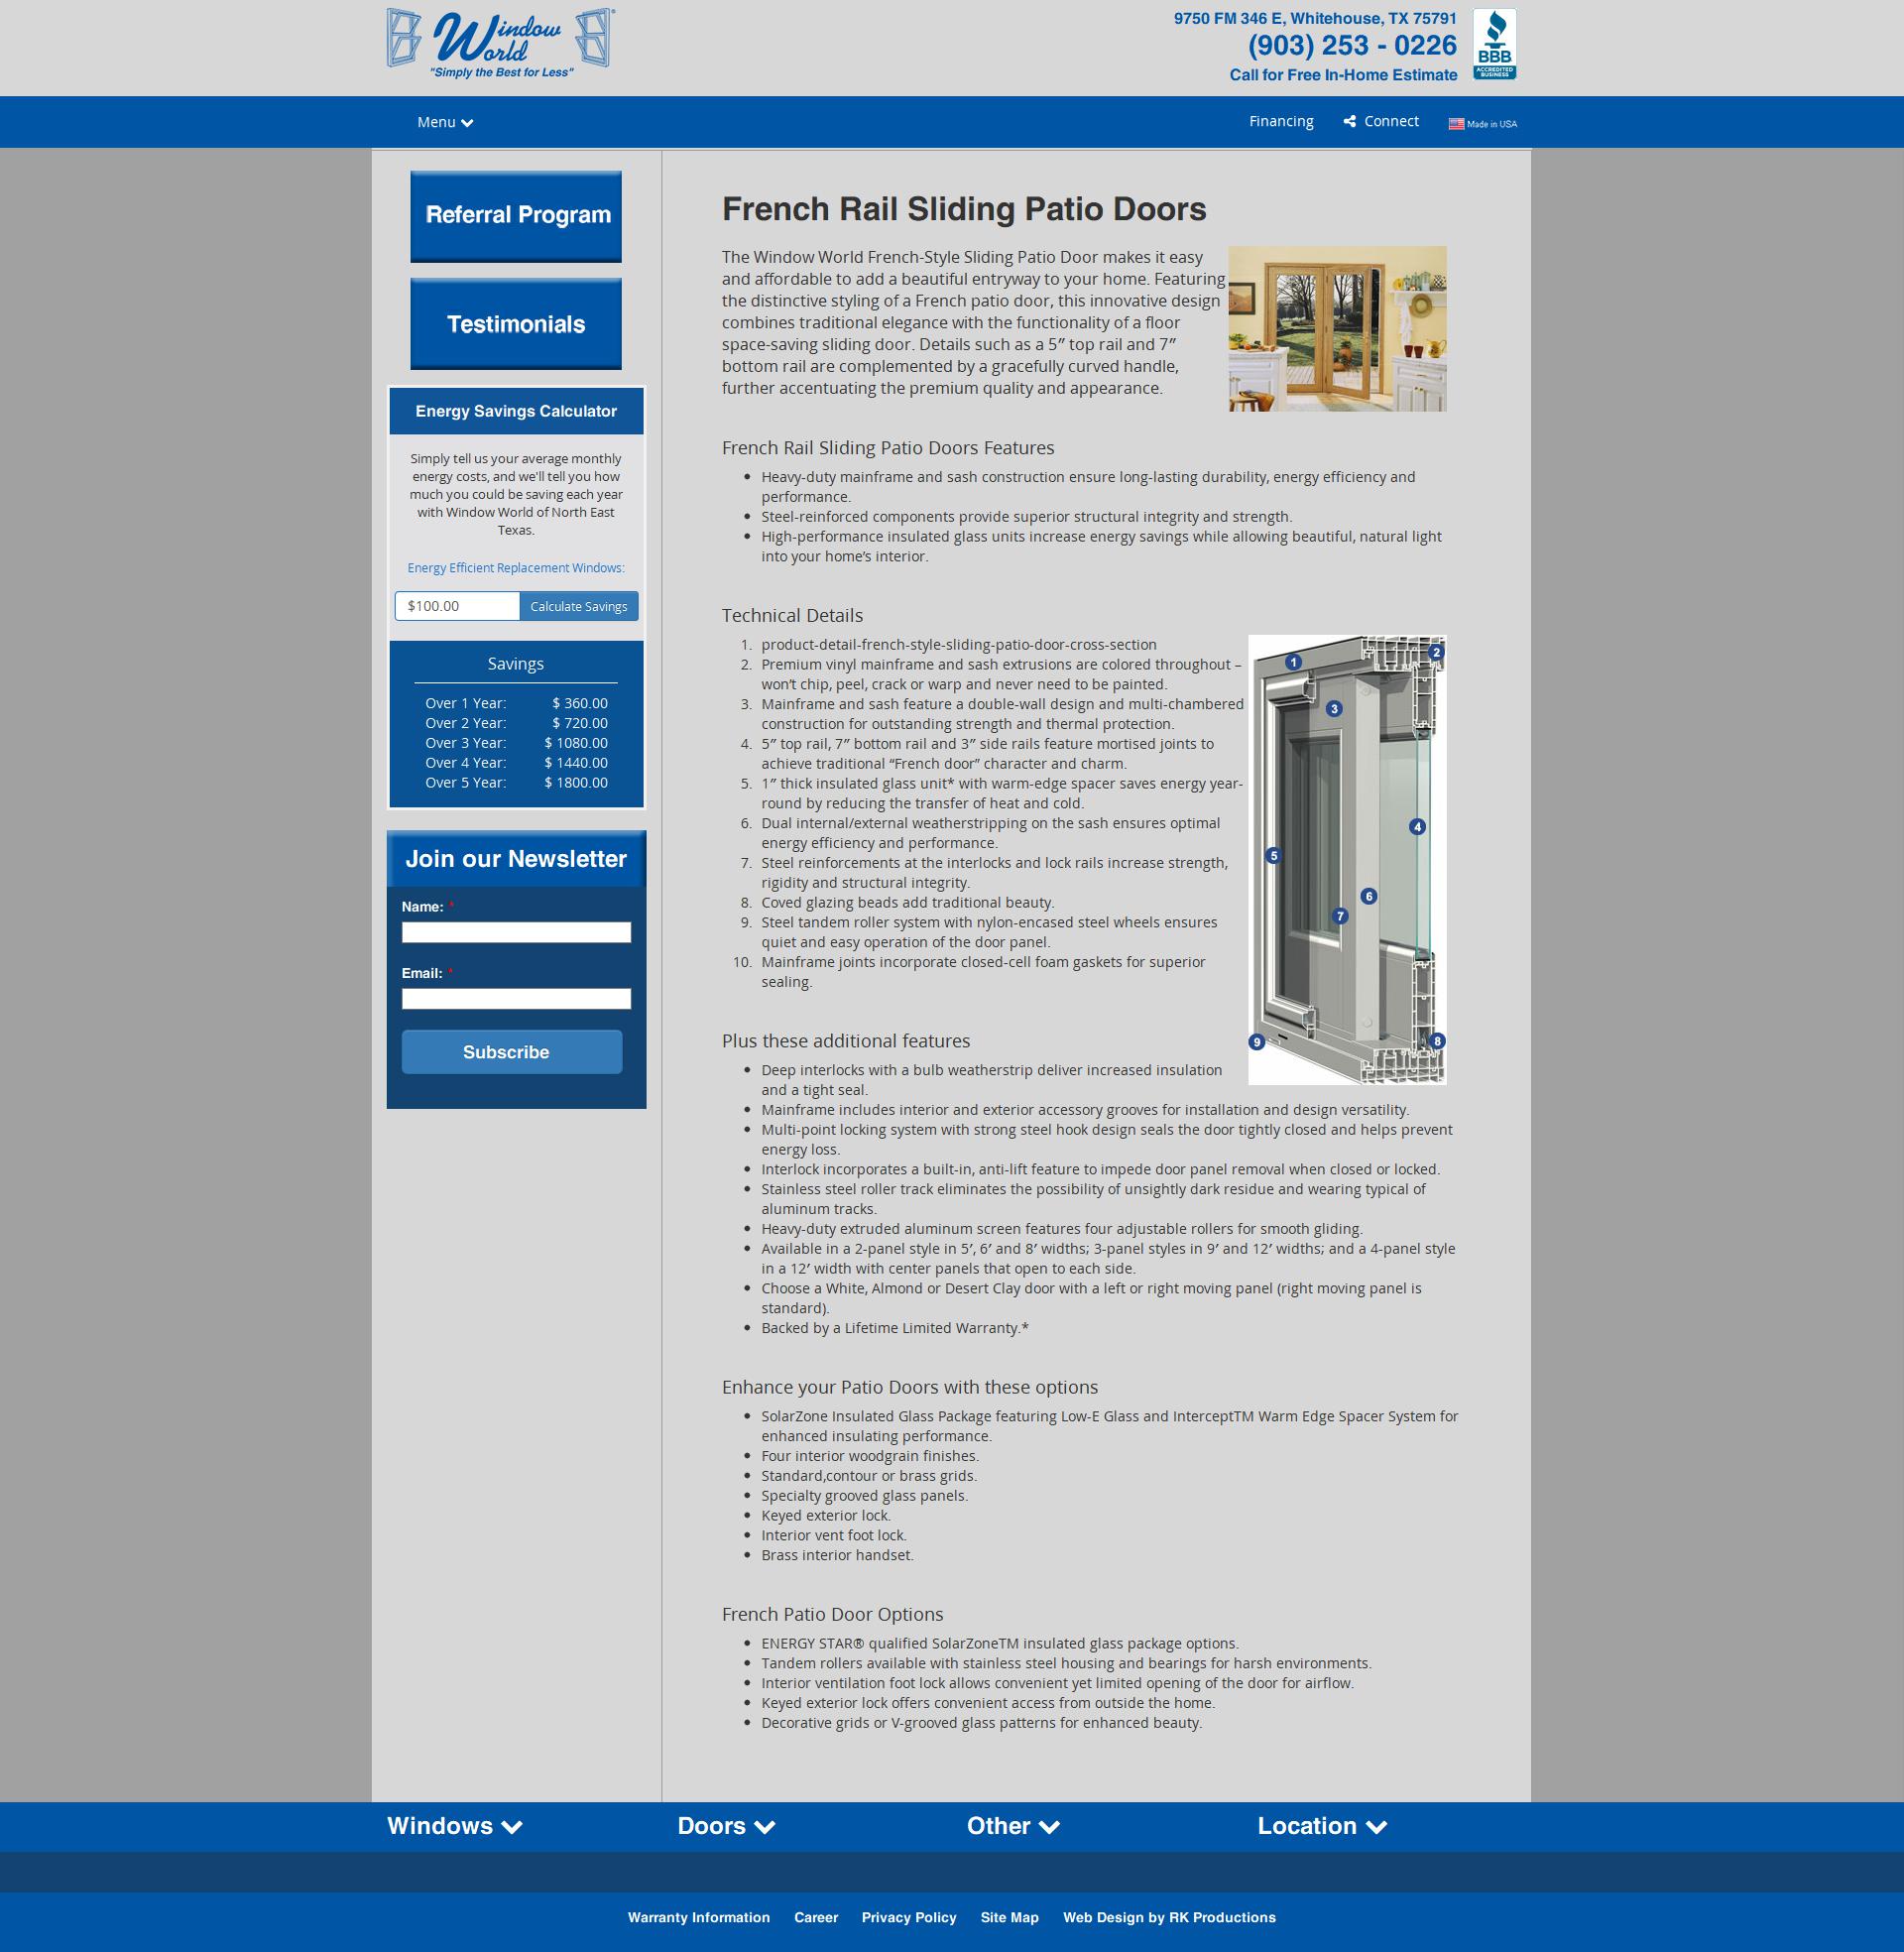 Window World
"Simply the Best for Less"
9750 FM 346 E, Whitehouse, TX 75791
(903) 253 - 0226
Call for Free In-Home Estimate
BBB
ACCREDITED
BUSINESS
Menu
Financing
Connect
Made in USA
Referral Program
Testimonials
Energy Savings Calculator
Simply tell us your average monthly
energy costs, and we'll tell you how
much you could be saving each year
with Window World of North East
Texas.
Energy Efficient Replacement Windows:
$100.00
Calculate Savings
Savings
Over 1 Year: $ 360.00
Over 2 Year: $ 720.00
Over 3 Year: $ 1080.00
Over 4 Year: $ 1440.00
Over 5 Year: $ 1800.00
Join our Newsletter
Name: *
Email: *
Subscribe
French Rail Sliding Patio Doors
The Window World French-Style Sliding Patio Door makes it easy
and affordable to add a beautiful entryway to your home. Featuring
the distinctive styling of a French patio door, this innovative design
combines traditional elegance with the functionality of a floor
space-saving sliding door. Details such as a 5″ top rail and 7″
bottom rail are complemented by a gracefully curved handle,
further accentuating the premium quality and appearance.
French Rail Sliding Patio Doors Features
• Heavy-duty mainframe and sash construction ensure long-lasting durability, energy efficiency and
performance.
• Steel-reinforced components provide superior structural integrity and strength.
• High-performance insulated glass units increase energy savings while allowing beautiful, natural light
into your home’s interior.
Technical Details
1. product-detail-french-style-sliding-patio-door-cross-section
2. Premium vinyl mainframe and sash extrusions are colored throughout –
won’t chip, peel, crack or warp and never need to be painted.
3. Mainframe and sash feature a double-wall design and multi-chambered
construction for outstanding strength and thermal protection.
4. 5″ top rail, 7″ bottom rail and 3″ side rails feature mortised joints to
achieve traditional “French door” character and charm.
5. 1″ thick insulated glass unit* with warm-edge spacer saves energy year-
round by reducing the transfer of heat and cold.
6. Dual internal/external weatherstripping on the sash ensures optimal
energy efficiency and performance.
7. Steel reinforcements at the interlocks and lock rails increase strength,
rigidity and structural integrity.
8. Coved glazing beads add traditional beauty.
9. Steel tandem roller system with nylon-encased steel wheels ensures
quiet and easy operation of the door panel.
10. Mainframe joints incorporate closed-cell foam gaskets for superior
sealing.
1
2
3
4
5
6
7
9
8
Plus these additional features
• Deep interlocks with a bulb weatherstrip deliver increased insulation
and a tight seal.
• Mainframe includes interior and exterior accessory grooves for installation and design versatility.
• Multi-point locking system with strong steel hook design seals the door tightly closed and helps prevent
energy loss.
• Interlock incorporates a built-in, anti-lift feature to impede door panel removal when closed or locked.
• Stainless steel roller track eliminates the possibility of unsightly dark residue and wearing typical of
aluminum tracks.
• Heavy-duty extruded aluminum screen features four adjustable rollers for smooth gliding.
• Available in a 2-panel style in 5′, 6′ and 8′ widths; 3-panel styles in 9′ and 12′ widths; and a 4-panel style
in a 12′ width with center panels that open to each side.
• Choose a White, Almond or Desert Clay door with a left or right moving panel (right moving panel is
standard).
• Backed by a Lifetime Limited Warranty.*
Enhance your Patio Doors with these options
• SolarZone Insulated Glass Package featuring Low-E Glass and InterceptTM Warm Edge Spacer System for
enhanced insulating performance.
• Four interior woodgrain finishes.
• Standard,contour or brass grids.
• Specialty grooved glass panels.
• Keyed exterior lock.
• Interior vent foot lock.
• Brass interior handset.
French Patio Door Options
• ENERGY STAR® qualified SolarZoneTM insulated glass package options.
• Tandem rollers available with stainless steel housing and bearings for harsh environments.
• Interior ventilation foot lock allows convenient yet limited opening of the door for airflow.
• Keyed exterior lock offers convenient access from outside the home.
• Decorative grids or V-grooved glass patterns for enhanced beauty.
Windows
Doors
Other
Location
Warranty Information Career Privacy Policy Site Map Web Design by RK Productions